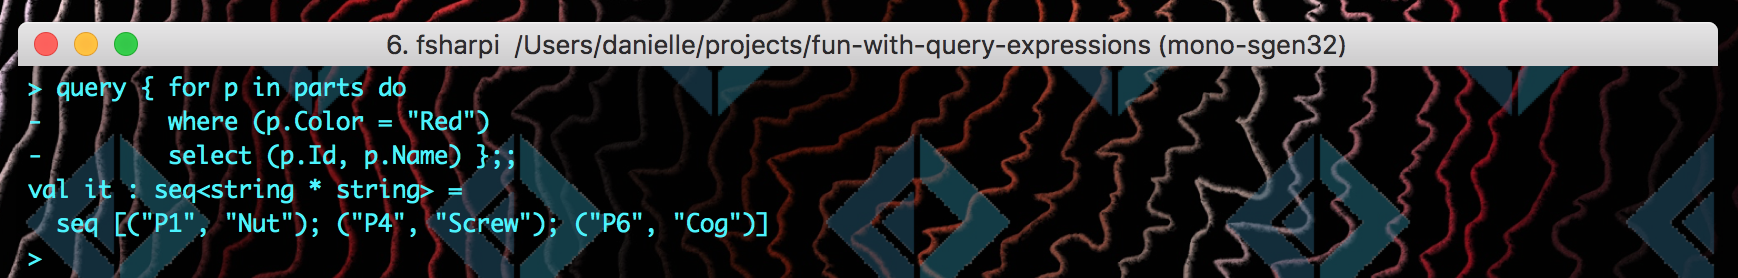 6. fsharpi /Users/danielle/projects/fun-with-query-expressions (mono-sgen32)
> query { for p in parts do
-         where (p.Color = "Red")
-         select (p.Id, p.Name) };;
val it : seq<string * string> =
  seq [("P1", "Nut"); ("P4", "Screw"); ("P6", "Cog")]
>